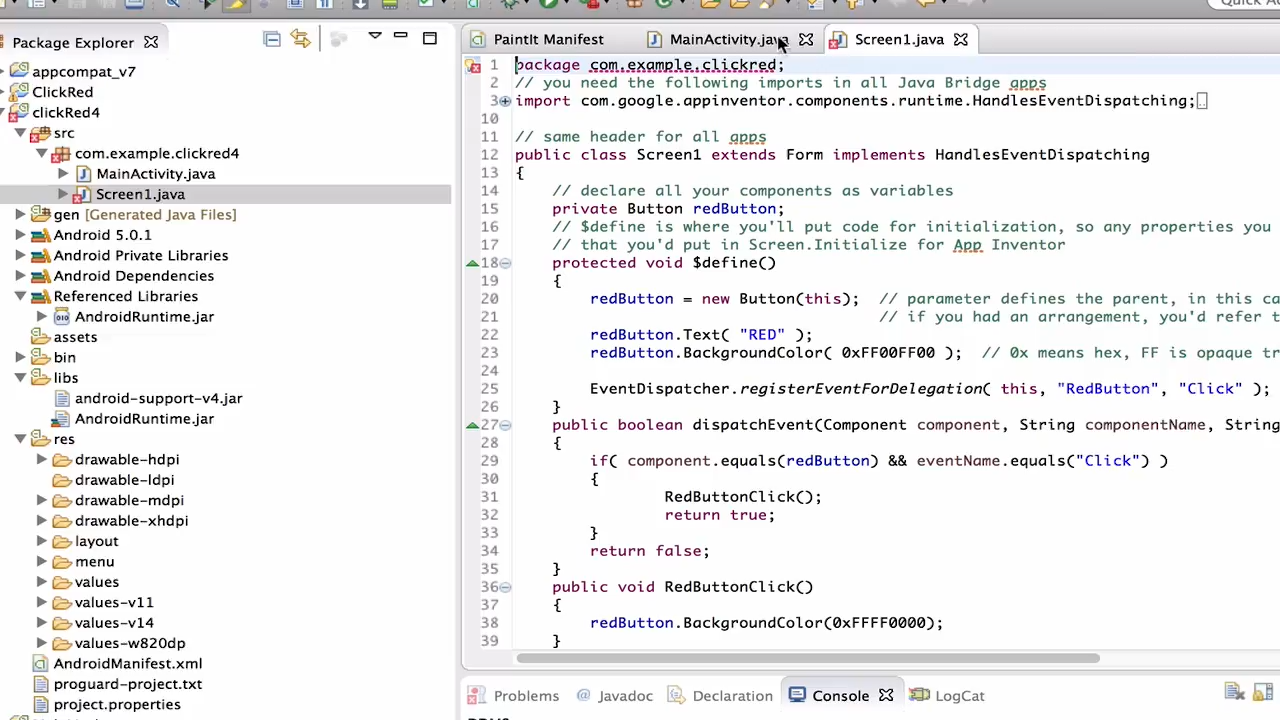 Quick A
Package Explorer
PaintIt Manifest
MainActivity.java
Screen1.java
appcompat_v7
ClickRed
clickRed4
src
com.example.clickred4
MainActivity.java
Screen1.java
gen [Generated Java Files]
Android 5.0.1
Android Private Libraries
Android Dependencies
Referenced Libraries
AndroidRuntime.jar
assets
bin
libs
android-support-v4.jar
AndroidRuntime.jar
res
drawable-hdpi
drawable-ldpi
drawable-mdpi
drawable-xhdpi
layout
menu
values
values-v11
values-v14
values-w820dp
AndroidManifest.xml
proguard-project.txt
project.properties
1 package com.example.clickred;
2 // you need the following imports in all Java Bridge apps
3 import com.google.appinventor.components.runtime.HandlesEventDispatching;
10
11 // same header for all apps
12 public class Screen1 extends Form implements HandlesEventDispatching
13 {
14 // declare all your components as variables
15 private Button redButton;
16 // $define is where you'll put code for initialization, so any properties you
17 // that you'd put in Screen.Initialize for App Inventor
18 protected void $define()
19 {
20 redButton = new Button(this); // parameter defines the parent, in this ca
21 // if you had an arrangement, you'd refer t
22 redButton.Text( "RED" );
23 redButton.BackgroundColor( 0xFF00FF00 ); // 0x means hex, FF is opaque tr
24
25 EventDispatcher.registerEventForDelegation( this, "RedButton", "Click" );
26 }
27 public boolean dispatchEvent(Component component, String componentName, String
28 {
29 if( component.equals(redButton) && eventName.equals("Click") )
30 {
31 RedButtonClick();
32 return true;
33 }
34 return false;
35 }
36 public void RedButtonClick()
37 {
38 redButton.BackgroundColor(0xFFFF0000);
39 }
Problems
@ Javadoc
Declaration
Console
LogCat